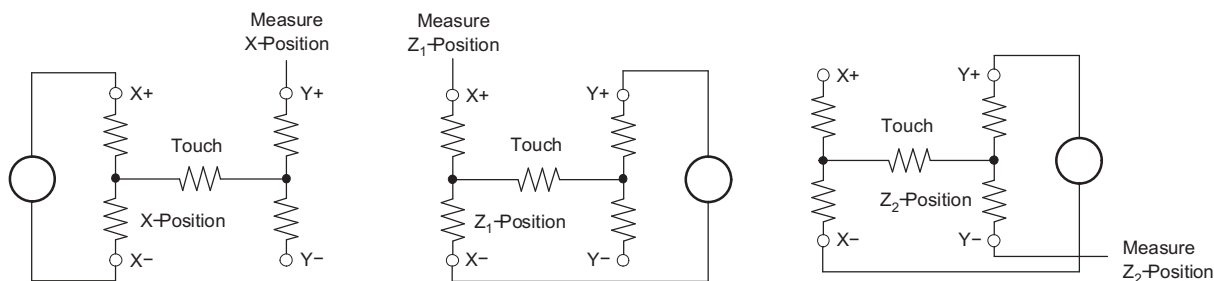 Measure
X-Position
X+
Y+
Touch
X-Position
X−
Y−
Measure
Z₁-Position
X+
Y+
Touch
Z₁-Position
X−
Y−
X+
Y+
Touch
Z₂-Position
X−
Y−
Measure
Z₂-Position